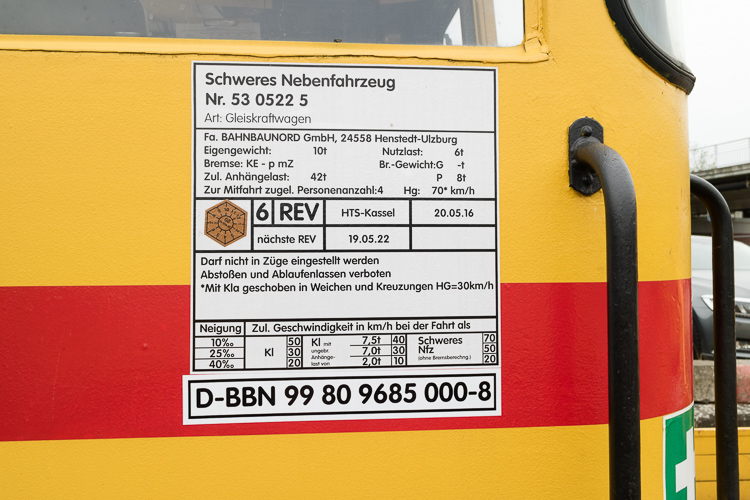 Schweres Nebenfahrzeug
Nr. 53 0522 5
Art: Gleiskraftwagen
Fa. BAHNBAUNORD GmbH, 24558 Henstedt-Ulzburg
Eigengewicht: 10t Nutzlast: 6t
Bremse: KE - p mZ Br.-Gewicht:G -t
Zul. Anhängelast: 42t P 8t
Zur Mitfahrt zugel. Personenanzahl:4 Hg: 70* km/h
6 REV HTS-Kassel 20.05.16
nächste REV 19.05.22
Darf nicht in Züge eingestellt werden
Abstoßen und Ablaufenlassen verboten
*Mit Kla geschoben in Weichen und Kreuzungen HG=30km/h
Neigung Zul. Geschwindigkeit in km/h bei der Fahrt als
10‰ 50 Kl mit 7,5t 40 Schweres 70
25‰ Kl 30 ungebr. Anhänge- 7,0t 30 Nfz 50
40‰ 20 last von 2,0t 10 (ohne Bremsberechng.) 20
D-BBN 99 80 9685 000-8